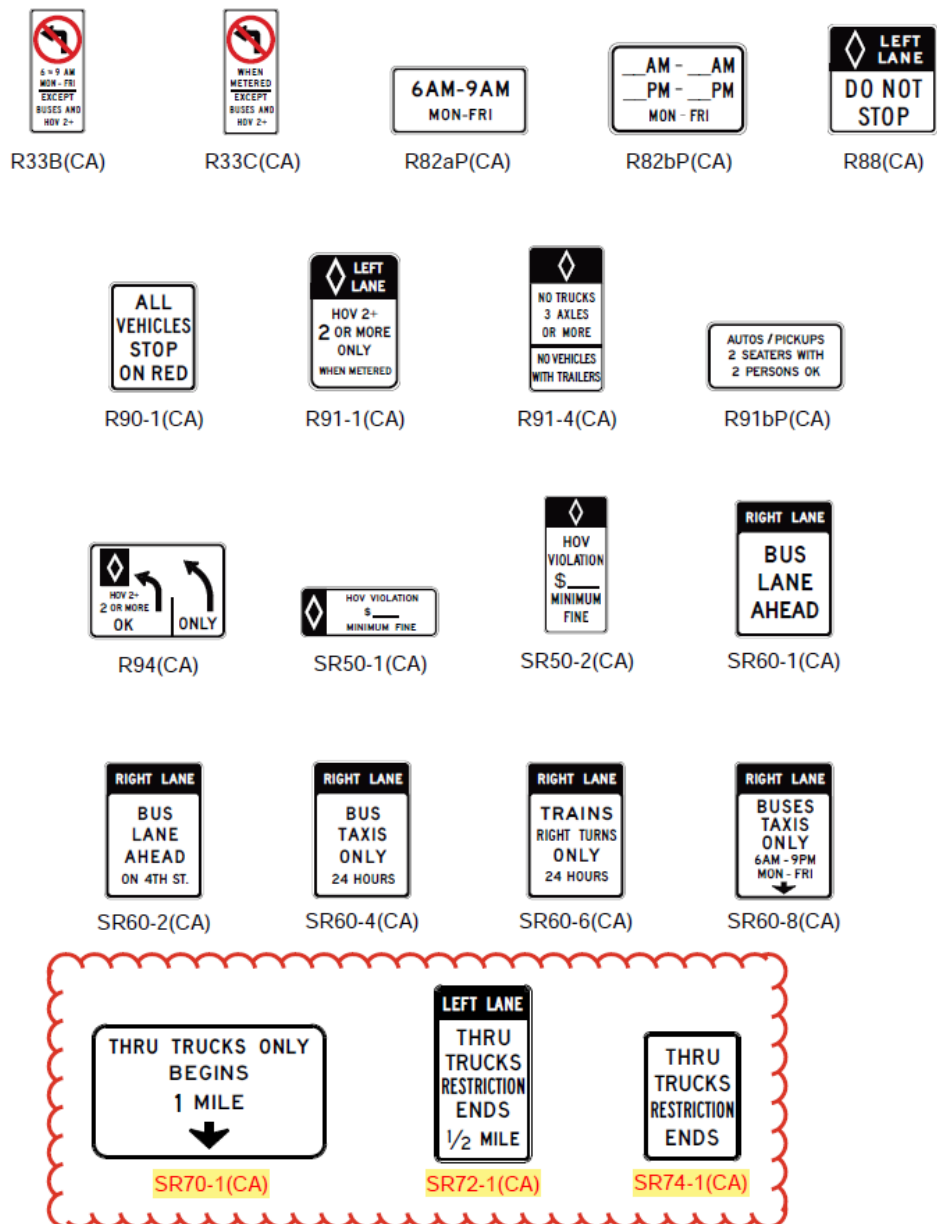 6 - 9 AM
MON - FRI
EXCEPT
BUSES AND
HOV 2+
R33B(CA)
WHEN
METERED
EXCEPT
BUSES AND
HOV 2+
R33C(CA)
6AM-9AM
MON-FRI
R82aP(CA)
__AM - __AM
__PM - __PM
MON - FRI
R82bP(CA)
LEFT
LANE
DO NOT
STOP
R88(CA)
ALL
VEHICLES
STOP
ON RED
R90-1(CA)
LEFT
LANE
HOV 2+
2 OR MORE
ONLY
WHEN METERED
R91-1(CA)
NO TRUCKS
3 AXLES
OR MORE
NO VEHICLES
WITH TRAILERS
R91-4(CA)
AUTOS / PICKUPS
2 SEATERS WITH
2 PERSONS OK
R91bP(CA)
HOV 2+
2 OR MORE
OK
ONLY
R94(CA)
HOV VIOLATION
$____
MINIMUM FINE
SR50-1(CA)
HOV
VIOLATION
$____
MINIMUM
FINE
SR50-2(CA)
RIGHT LANE
BUS
LANE
AHEAD
SR60-1(CA)
RIGHT LANE
BUS
LANE
AHEAD
ON 4TH ST.
SR60-2(CA)
RIGHT LANE
BUS
TAXIS
ONLY
24 HOURS
SR60-4(CA)
RIGHT LANE
TRAINS
RIGHT TURNS
ONLY
24 HOURS
SR60-6(CA)
RIGHT LANE
BUSES
TAXIS
ONLY
6AM - 9PM
MON - FRI
SR60-8(CA)
THRU TRUCKS ONLY
BEGINS
1 MILE
SR70-1(CA)
LEFT LANE
THRU
TRUCKS
RESTRICTION
ENDS
1/2 MILE
SR72-1(CA)
THRU
TRUCKS
RESTRICTION
ENDS
SR74-1(CA)